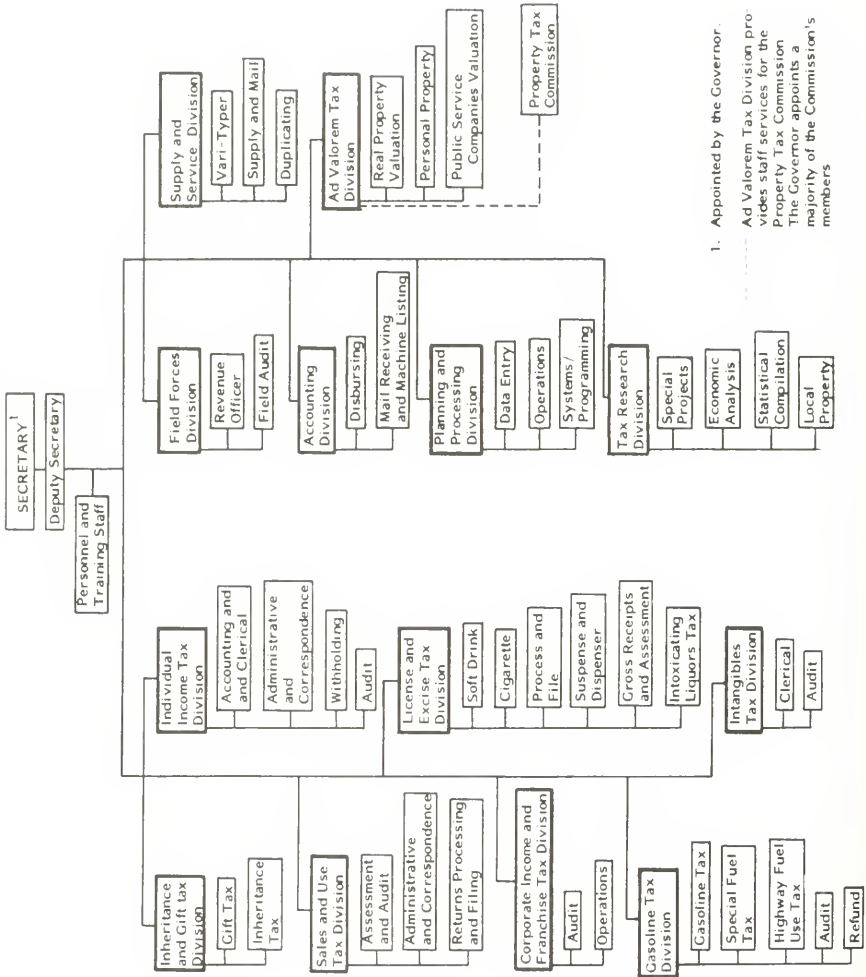 SECRETARY¹
Deputy Secretary
Personnel and
Training Staff
Inheritance
and Gift tax
Division
Gift Tax
Inheritance
Tax
Sales and Use
Tax Division
Assessment
and Audit
Administrative
and Correspondence
Returns Processing
and Filing
Corporate Income and
Franchise Tax Division
Audit
Operations
Gasoline Tax
Division
Gasoline Tax
Special Fuel
Tax
Highway Fuel
Use Tax
Audit
Refund
Individual
Income Tax
Division
Accounting and
and Clerical
Administrative
and
Correspondence
Withholding
Audit
License and
Excise Tax
Division
Soft Drink
Cigarette
Process and
File
Suspense and
Dispenser
Gross Receipts
and Assessment
Intoxicating
Liquors Tax
Intangibles
Tax Division
Clerical
Audit
Field Forces
Division
Revenue
Officer
Field Audit
Accounting
Division
Disbursing
Mail Receiving
and Machine Listing
Planning and
Processing
Division
Data Entry
Operations
Systems/
Programming
Tax Research
Division
Special
Projects
Economic
Analysis
Statistical
Compilation
Local
Property
Supply and
Service Division
Vari-Typer
Supply and Mail
Duplicating
Ad Valorem Tax
Division
Real Property
Valuation
Personal Property
Public Service
Companies Valuation
Property Tax
Commission
1. Appointed by the Governor.
Ad Valorem Tax Division pro-
vides staff services for the
Property Tax Commission
The Governor appoints a
majority of the Commission's
members